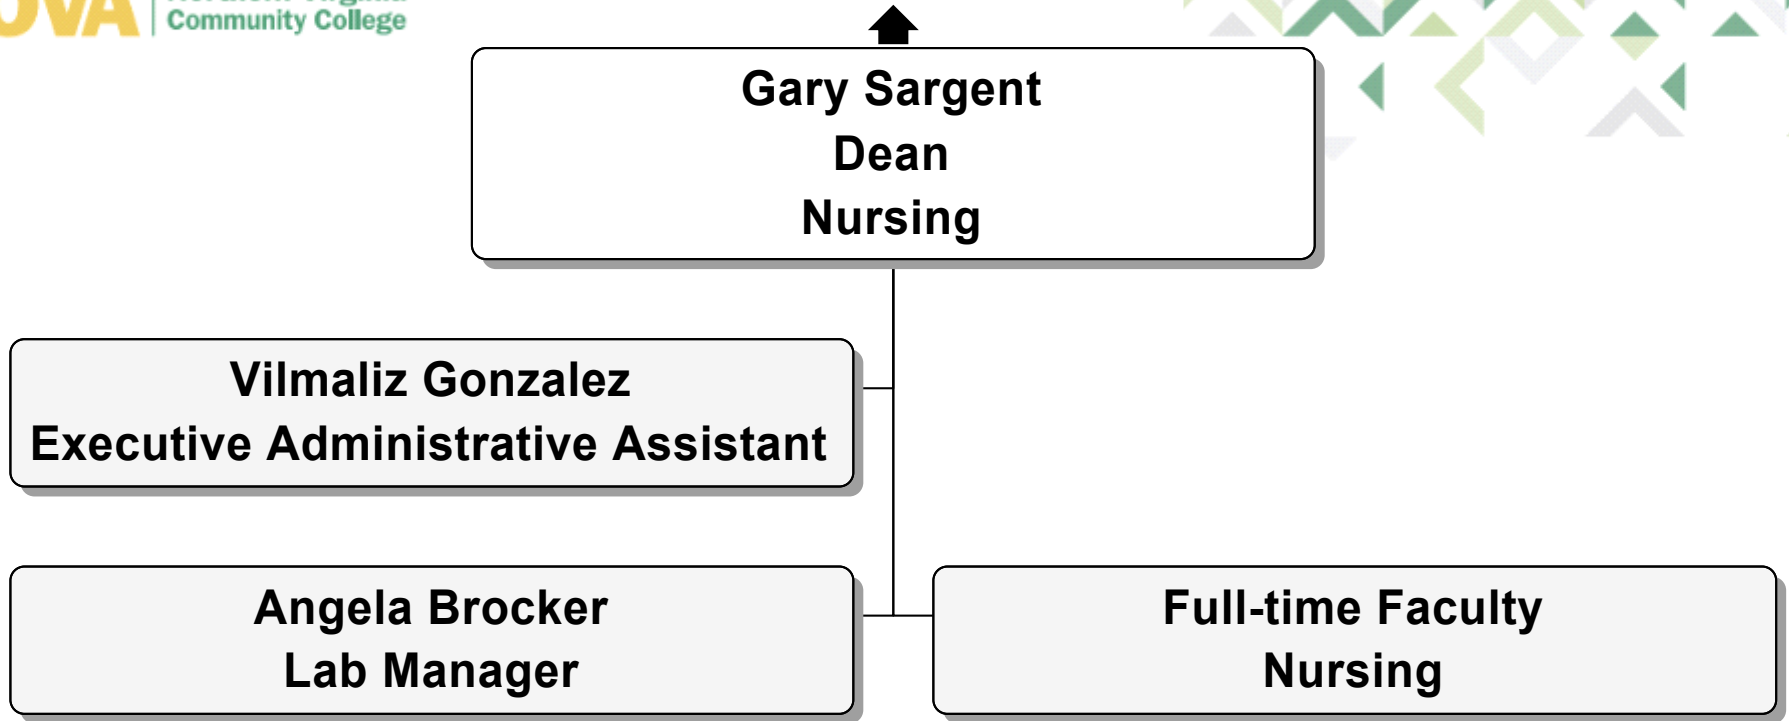 Community College
Gary Sargent
Dean
Nursing
Vilmaliz Gonzalez
Executive Administrative Assistant
Angela Brocker
Lab Manager
Full-time Faculty
Nursing